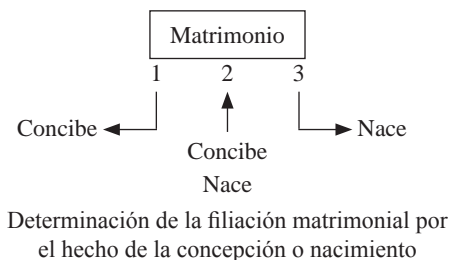 Matrimonio
1 2 3
Concibe
Nace
Concibe
Nace
Determinación de la filiación matrimonial por
el hecho de la concepción o nacimiento